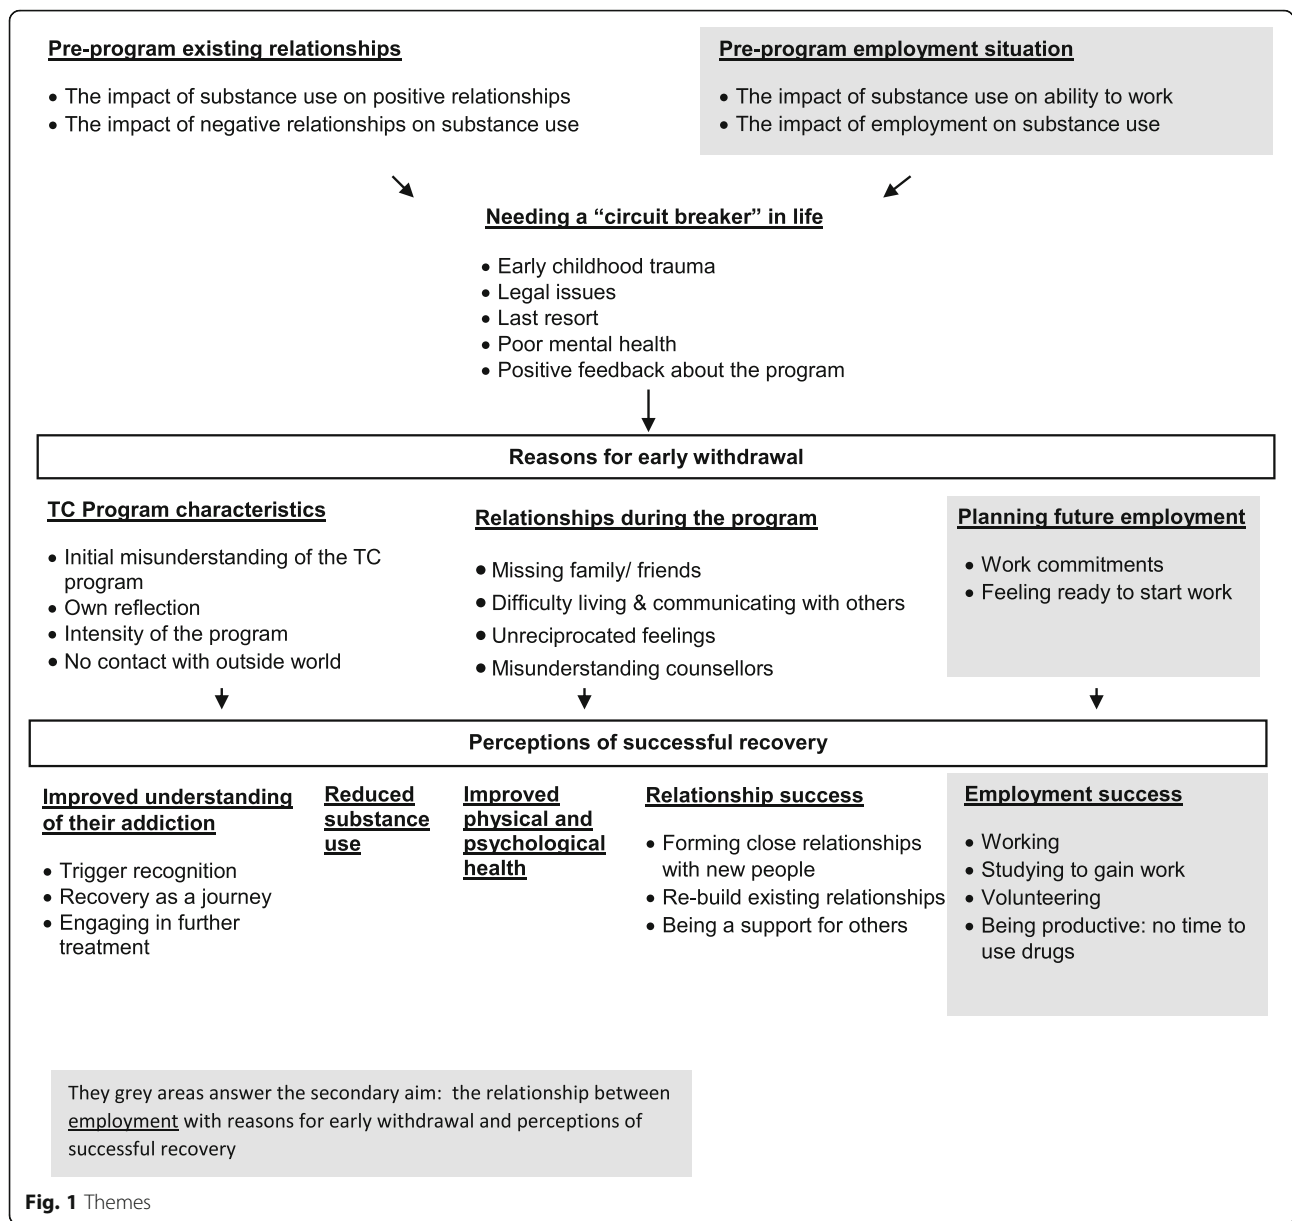 Pre-program existing relationships
• The impact of substance use on positive relationships
• The impact of negative relationships on substance use
Pre-program employment situation
• The impact of substance use on ability to work
• The impact of employment on substance use
Needing a “circuit breaker” in life
• Early childhood trauma
• Legal issues
• Last resort
• Poor mental health
• Positive feedback about the program
Reasons for early withdrawal
TC Program characteristics
• Initial misunderstanding of the TC
program
• Own reflection
• Intensity of the program
• No contact with outside world
Relationships during the program
• Missing family/ friends
• Difficulty living & communicating with others
• Unreciprocated feelings
• Misunderstanding counsellors
Planning future employment
• Work commitments
• Feeling ready to start work
Perceptions of successful recovery
Improved understanding
of their addiction
• Trigger recognition
• Recovery as a journey
• Engaging in further
treatment
Reduced
substance
use
Improved
physical and
psychological
health
Relationship success
• Forming close relationships
with new people
• Re-build existing relationships
• Being a support for others
Employment success
• Working
• Studying to gain work
• Volunteering
• Being productive: no time to
use drugs
They grey areas answer the secondary aim:  the relationship between
employment with reasons for early withdrawal and perceptions of
successful recovery
Fig. 1 Themes